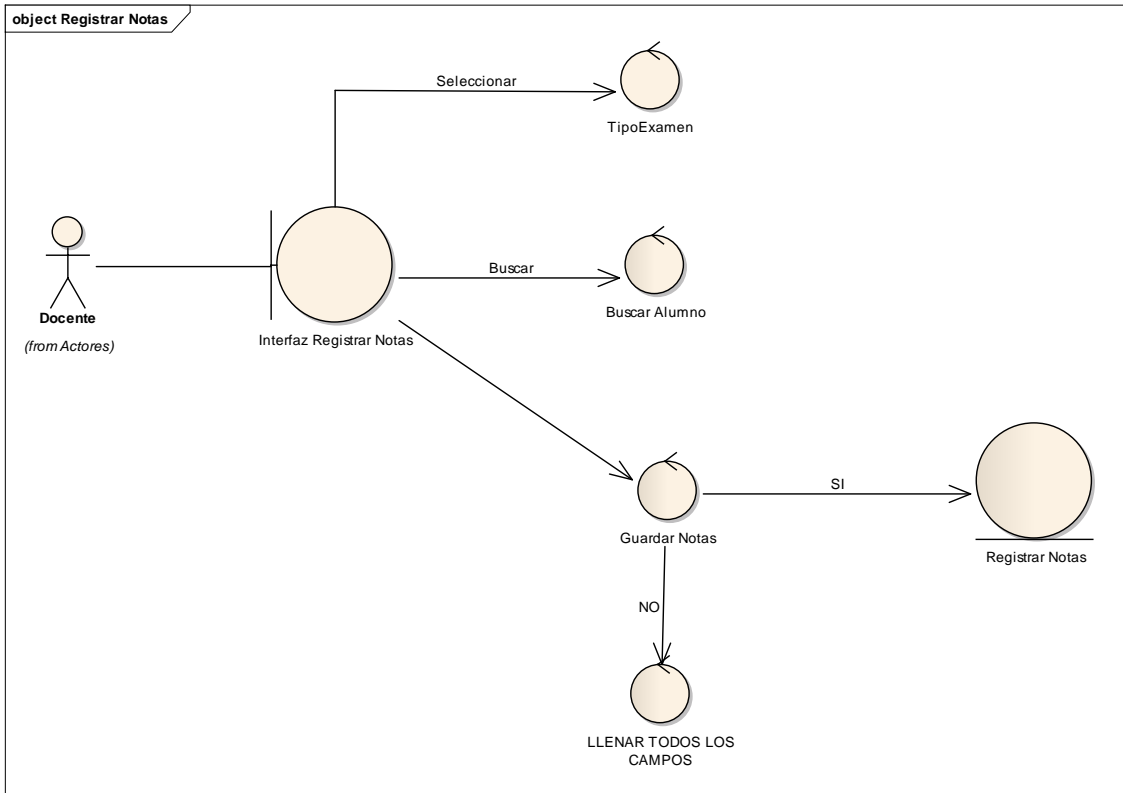 object Registrar Notas
Seleccionar
TipoExamen
Buscar
Docente
(from Actores)
Interfaz Registrar Notas
Buscar Alumno
SI
Guardar Notas
Registrar Notas
NO
LLENAR TODOS LOS
CAMPOS